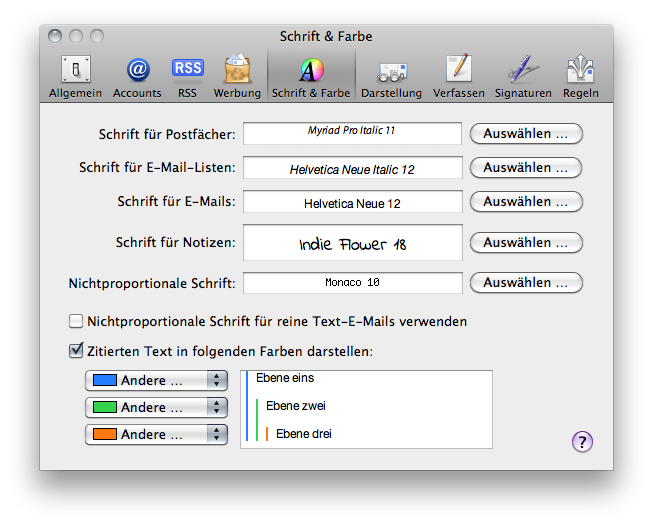 Schrift & Farbe
Allgemein Accounts RSS Werbung Schrift & Farbe Darstellung Verfassen Signaturen Regeln
RSS
Schrift für Postfächer: Myriad Pro Italic 11 Auswählen ...
Schrift für E-Mail-Listen: Helvetica Neue Italic 12 Auswählen ...
Schrift für E-Mails: Helvetica Neue 12 Auswählen ...
Schrift für Notizen: Indie Flower 18 Auswählen ...
Nichtproportionale Schrift: Monaco 10 Auswählen ...
Nichtproportionale Schrift für reine Text-E-Mails verwenden
Zitierten Text in folgenden Farben darstellen:
Andere ... Ebene eins
Andere ... Ebene zwei
Andere ... Ebene drei
?